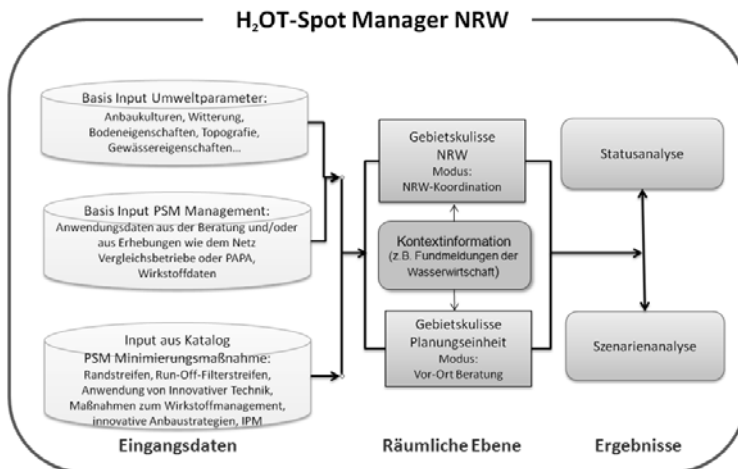 H₂OT-Spot Manager NRW
Basis Input Umweltparameter:
Anbaukulturen, Witterung,
Bodeneigenschaften, Topografie,
Gewässereigenschaften...
Basis Input PSM Management:
Anwendungsdaten aus der Beratung und/oder
aus Erhebungen wie dem Netz
Vergleichsbetriebe oder PAPA,
Wirkstoffdaten
Input aus Katalog
PSM Minimierungsmaßnahme:
Randstreifen, Run-Off-Filterstreifen,
Anwendung von Innovativer Technik,
Maßnahmen zum Wirkstoffmanagement,
innovative Anbaustrategien, IPM
Eingangsdaten
Gebietskulisse
NRW
Modus:
NRW-Koordination
Kontextinformation
(z.B. Fundmeldungen der
Wasserwirtschaft)
Gebietskulisse
Planungseinheit
Modus:
Vor-Ort Beratung
Räumliche Ebene
Statusanalyse
Szenarienanalyse
Ergebnisse